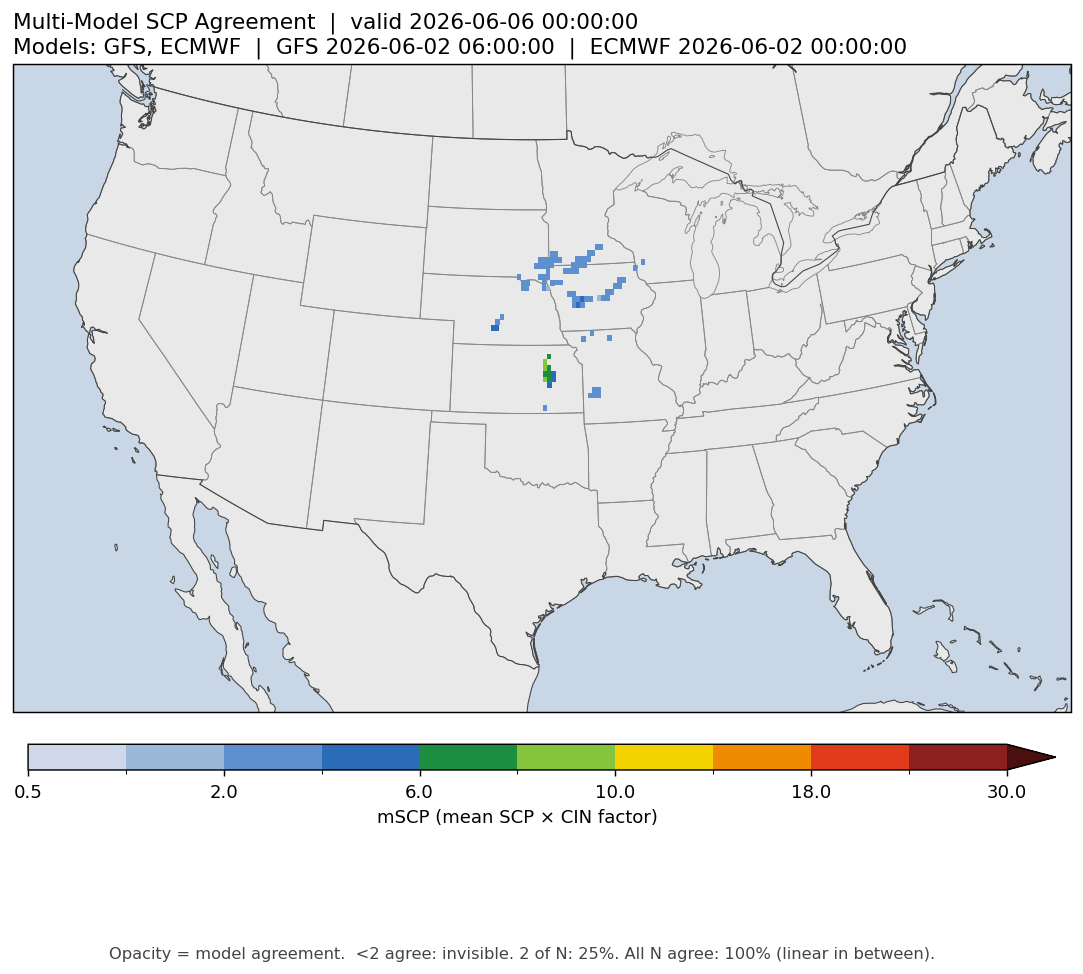 Multi-Model SCP Agreement | valid 2026-06-06 00:00:00
Models: GFS, ECMWF | GFS 2026-06-02 06:00:00 | ECMWF 2026-06-02 00:00:00
0.5 2.0 6.0 10.0 18.0 30.0
mSCP (mean SCP × CIN factor)
Opacity = model agreement. <2 agree: invisible. 2 of N: 25%. All N agree: 100% (linear in between).